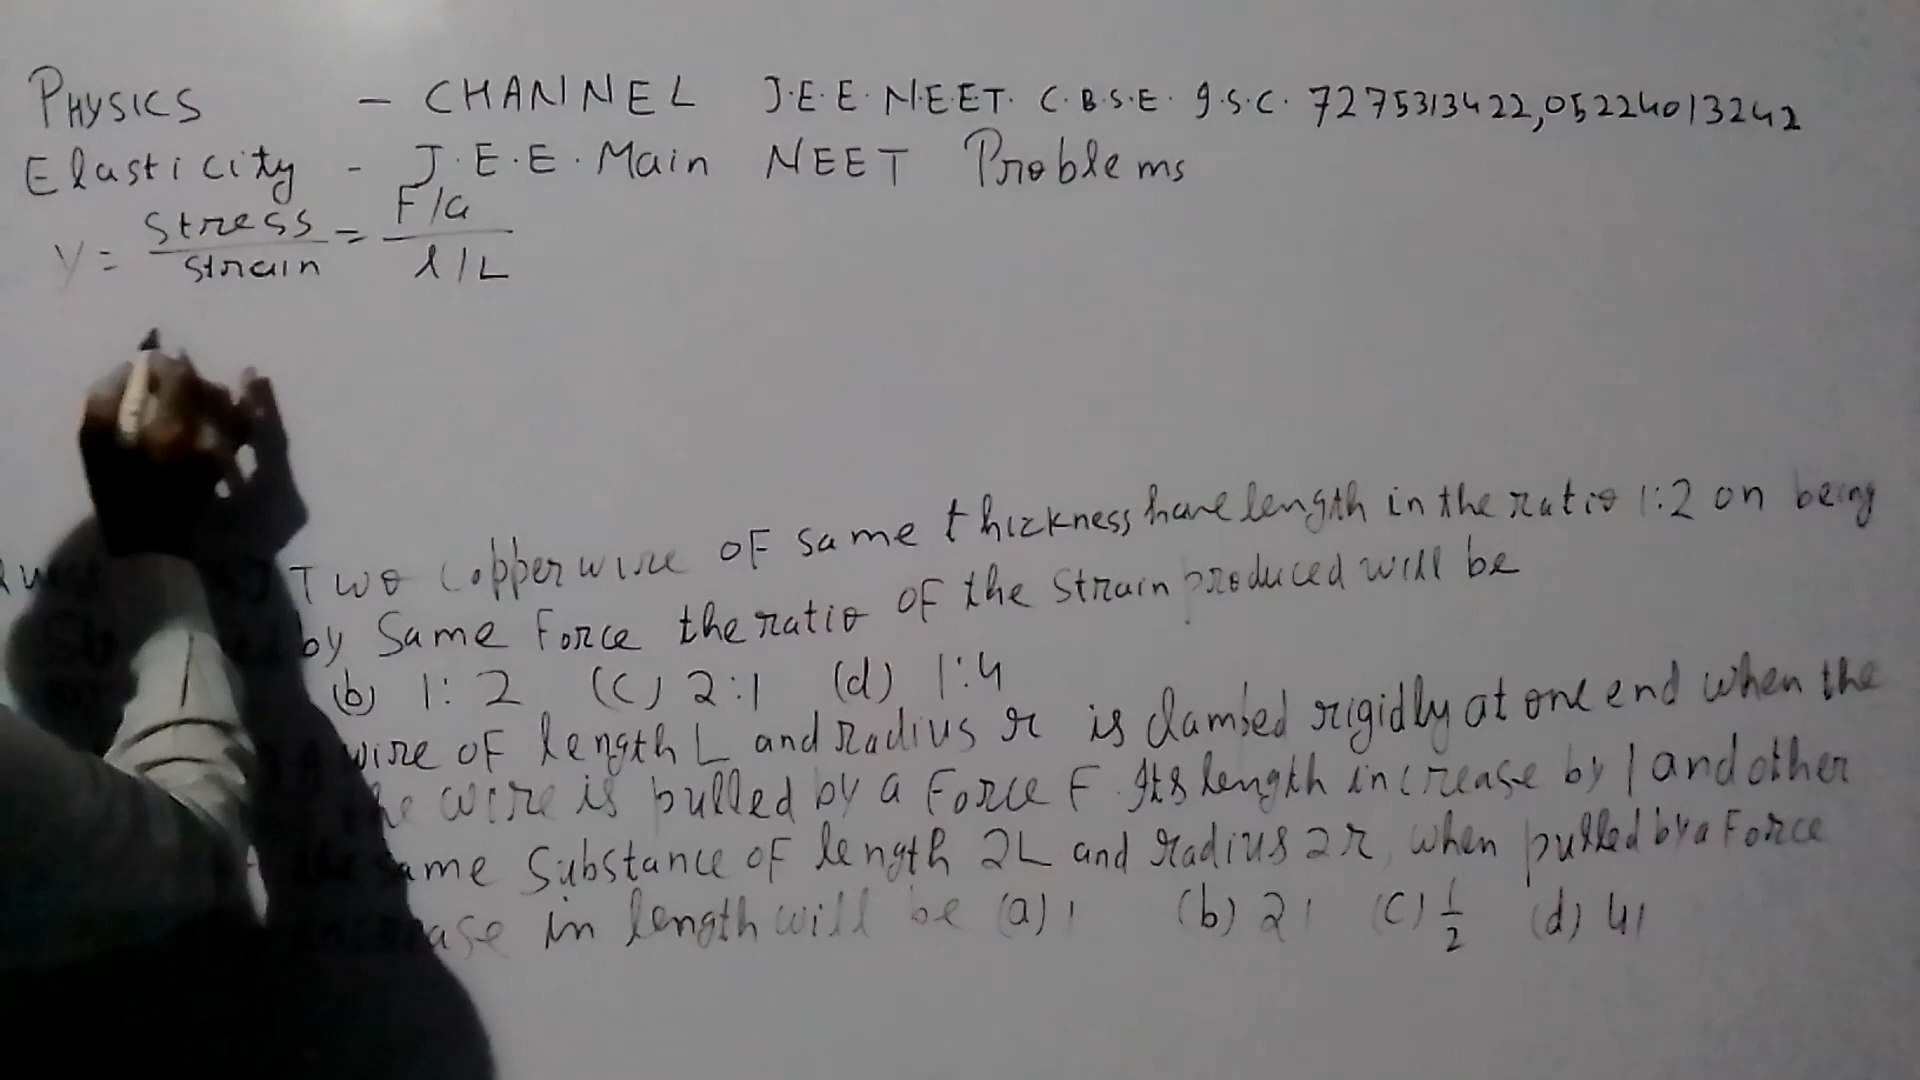 PHYSICS - CHANNEL J.E.E. N.E.E.T. C.B.S.E. I.S.C. 7275313422,05224013242
Elasticity - J.E.E. Main NEET Problems
Y = Stress / Strain = F/a / l/L
Two Copper wire OF same thickness have length in the ratio 1:2 on being
by Same Force the ratio OF the Strain produced will be
(b) 1:2 (c) 2:1 (d) 1:4
wire OF length L and radius r is clambed rigidly at one end when the
the wire is pulled by a Force F. Its length increase by l and other
same Substance OF length 2L and radius 2r, when pulled by a Force
in length will be (a) l (b) 2l (c) 1/2 (d) 4l